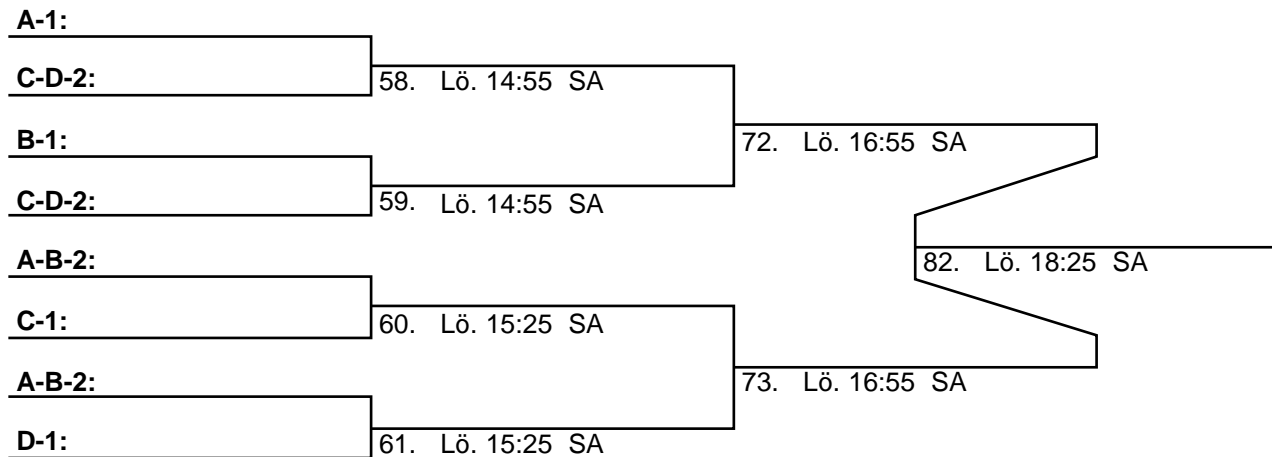 A-1:
C-D-2:
58. Lö. 14:55 SA
B-1:
72. Lö. 16:55 SA
C-D-2:
59. Lö. 14:55 SA
A-B-2:
82. Lö. 18:25 SA
C-1:
60. Lö. 15:25 SA
A-B-2:
73. Lö. 16:55 SA
D-1:
61. Lö. 15:25 SA